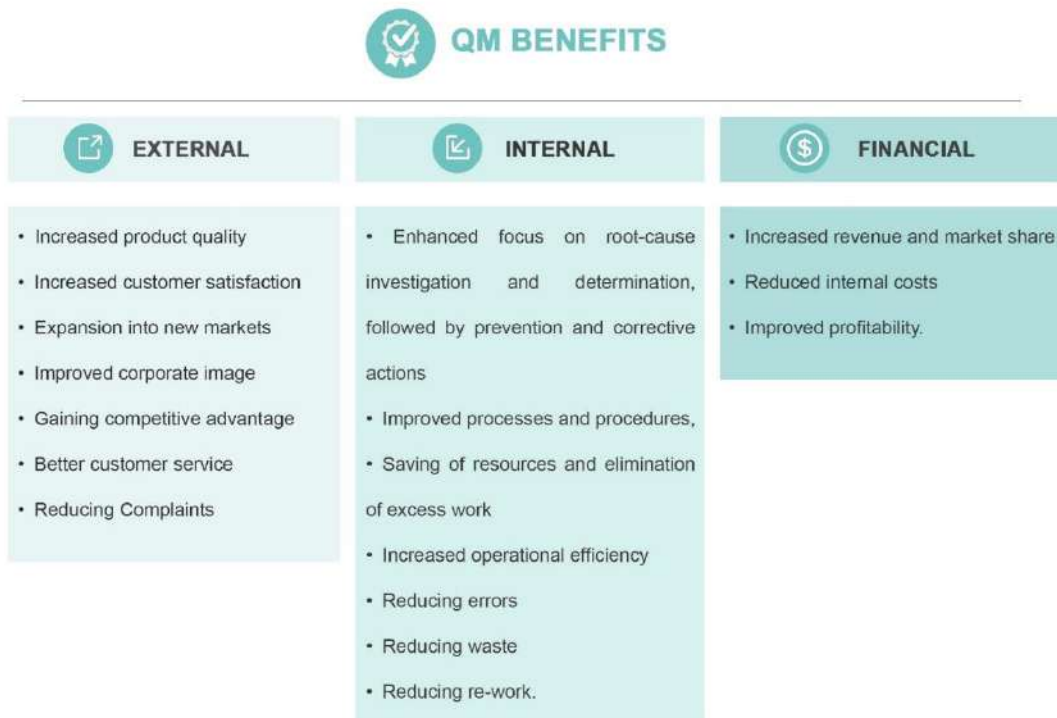 QM BENEFITS
EXTERNAL
• Increased product quality
• Increased customer satisfaction
• Expansion into new markets
• Improved corporate image
• Gaining competitive advantage
• Better customer service
• Reducing Complaints
INTERNAL
• Enhanced focus on root-cause
investigation and determination,
followed by prevention and corrective
actions
• Improved processes and procedures,
• Saving of resources and elimination
of excess work
• Increased operational efficiency
• Reducing errors
• Reducing waste
• Reducing re-work.
$ FINANCIAL
• Increased revenue and market share
• Reduced internal costs
• Improved profitability.